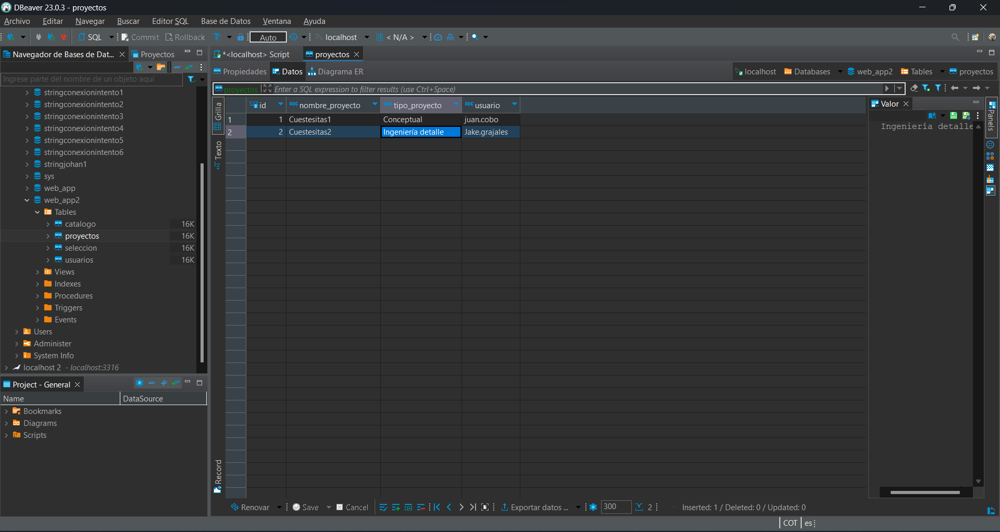 DBeaver 23.0.3 - proyectos
Archivo Editar Navegar Buscar Editor SQL Base de Datos Ventana Ayuda
SQL Commit Rollback Auto localhost < N/A >
Navegador de Bases de Dat... Proyectos
*<localhost> Script proyectos
Propiedades Datos Diagrama ER localhost Databases web_app2 Tables proyectos
Ingrese parte del nombre de un objeto aquí
proyectos Enter a SQL expression to filter results (use Ctrl+Space)
stringconexionintento1
stringconexionintento2
stringconexionintento3
stringconexionintento4
stringconexionintento5
stringconexionintento6
stringjohan1
sys
web_app
web_app2
Tables
catalogo 16K
proyectos 16K
seleccion 16K
usuarios 16K
Views
Indexes
Procedures
Triggers
Events
Users
Administer
System Info
localhost 2 - localhost:3316
Project - General
Name DataSource
Bookmarks
Diagrams
Scripts
Grilla
Texto
Record
123 id ABC nombre_proyecto ABC tipo_proyecto ABC usuario
1 1 Cuestesitas1 Conceptual juan.cobo
2 2 Cuestesitas2 Ingeniería detalle Jake.grajales
Valor
Ingeniería detalle
Panels
Renovar Save Cancel Exportar datos ... 300 2 Inserted: 1 / Deleted: 0 / Updated: 0
COT es